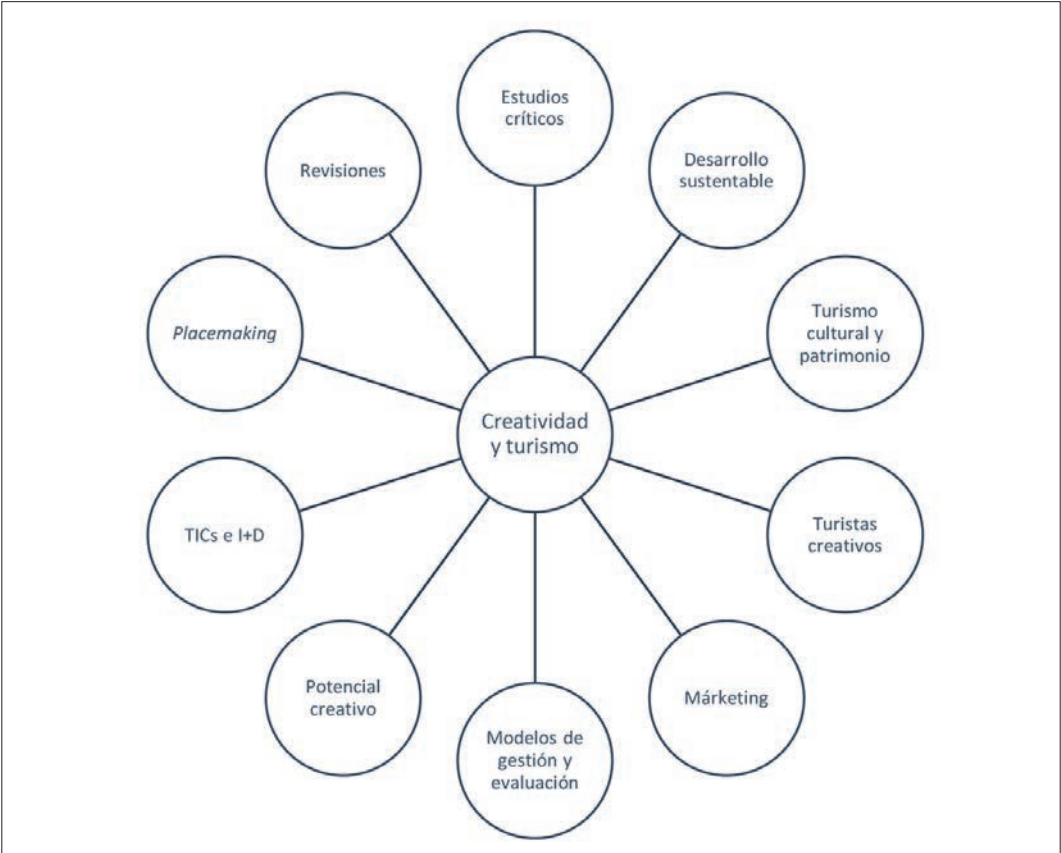 Estudios
críticos
Desarrollo
sustentable
Turismo
cultural y
patrimonio
Turistas
creativos
Márketing
Modelos de
gestión y
evaluación
Potencial
creativo
TICs e I+D
Placemaking
Revisiones
Creatividad
y turismo